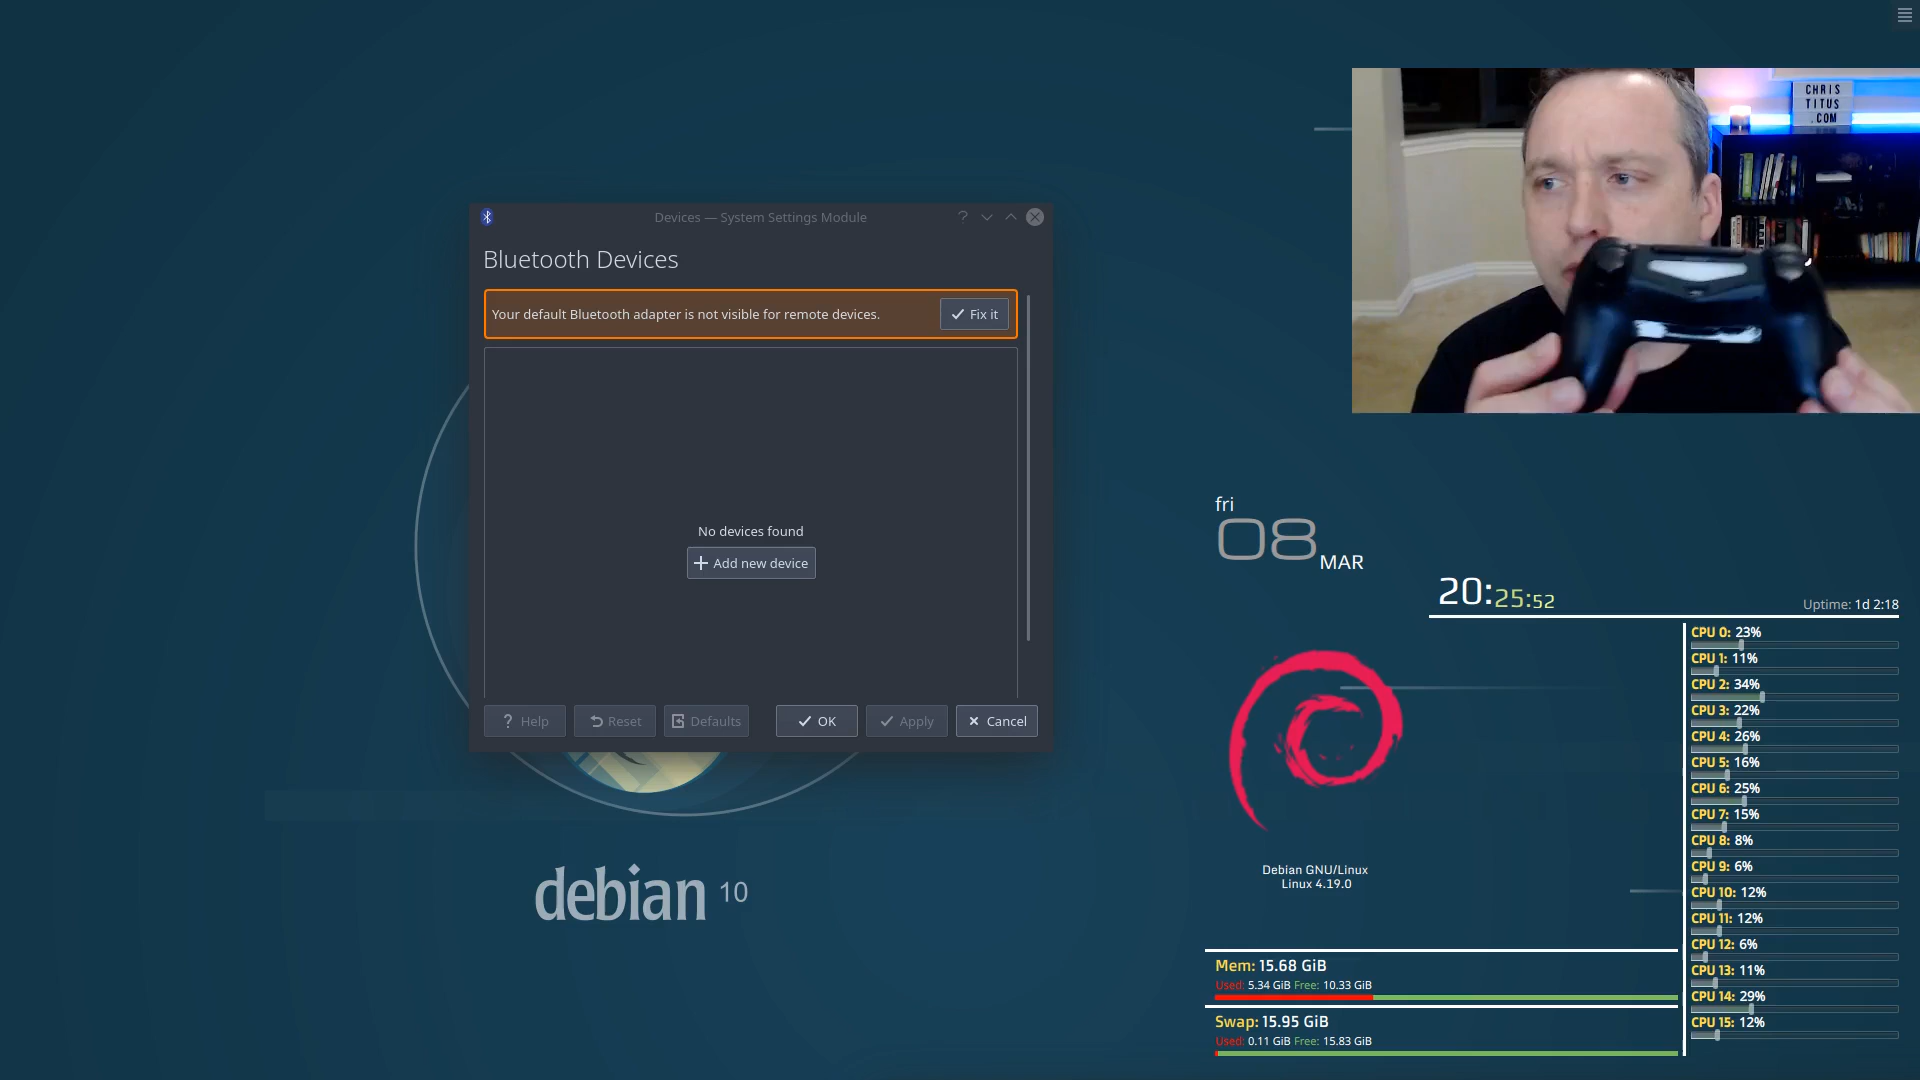 CHRIS
TITUS
.COM
Devices — System Settings Module
Bluetooth Devices
Your default Bluetooth adapter is not visible for remote devices.
Fix it
No devices found
Add new device
Help
Reset
Defaults
OK
Apply
Cancel
debian 10
fri
08 MAR
20:25:52
Uptime: 1d 2:18
Debian GNU/Linux
Linux 4.19.0
CPU 0: 23%
CPU 1: 11%
CPU 2: 34%
CPU 3: 22%
CPU 4: 26%
CPU 5: 16%
CPU 6: 25%
CPU 7: 15%
CPU 8: 8%
CPU 9: 6%
CPU 10: 12%
CPU 11: 12%
CPU 12: 6%
CPU 13: 11%
CPU 14: 29%
CPU 15: 12%
Mem: 15.68 GiB
Used: 5.34 GiB Free: 10.33 GiB
Swap: 15.95 GiB
Used: 0.11 GiB Free: 15.83 GiB